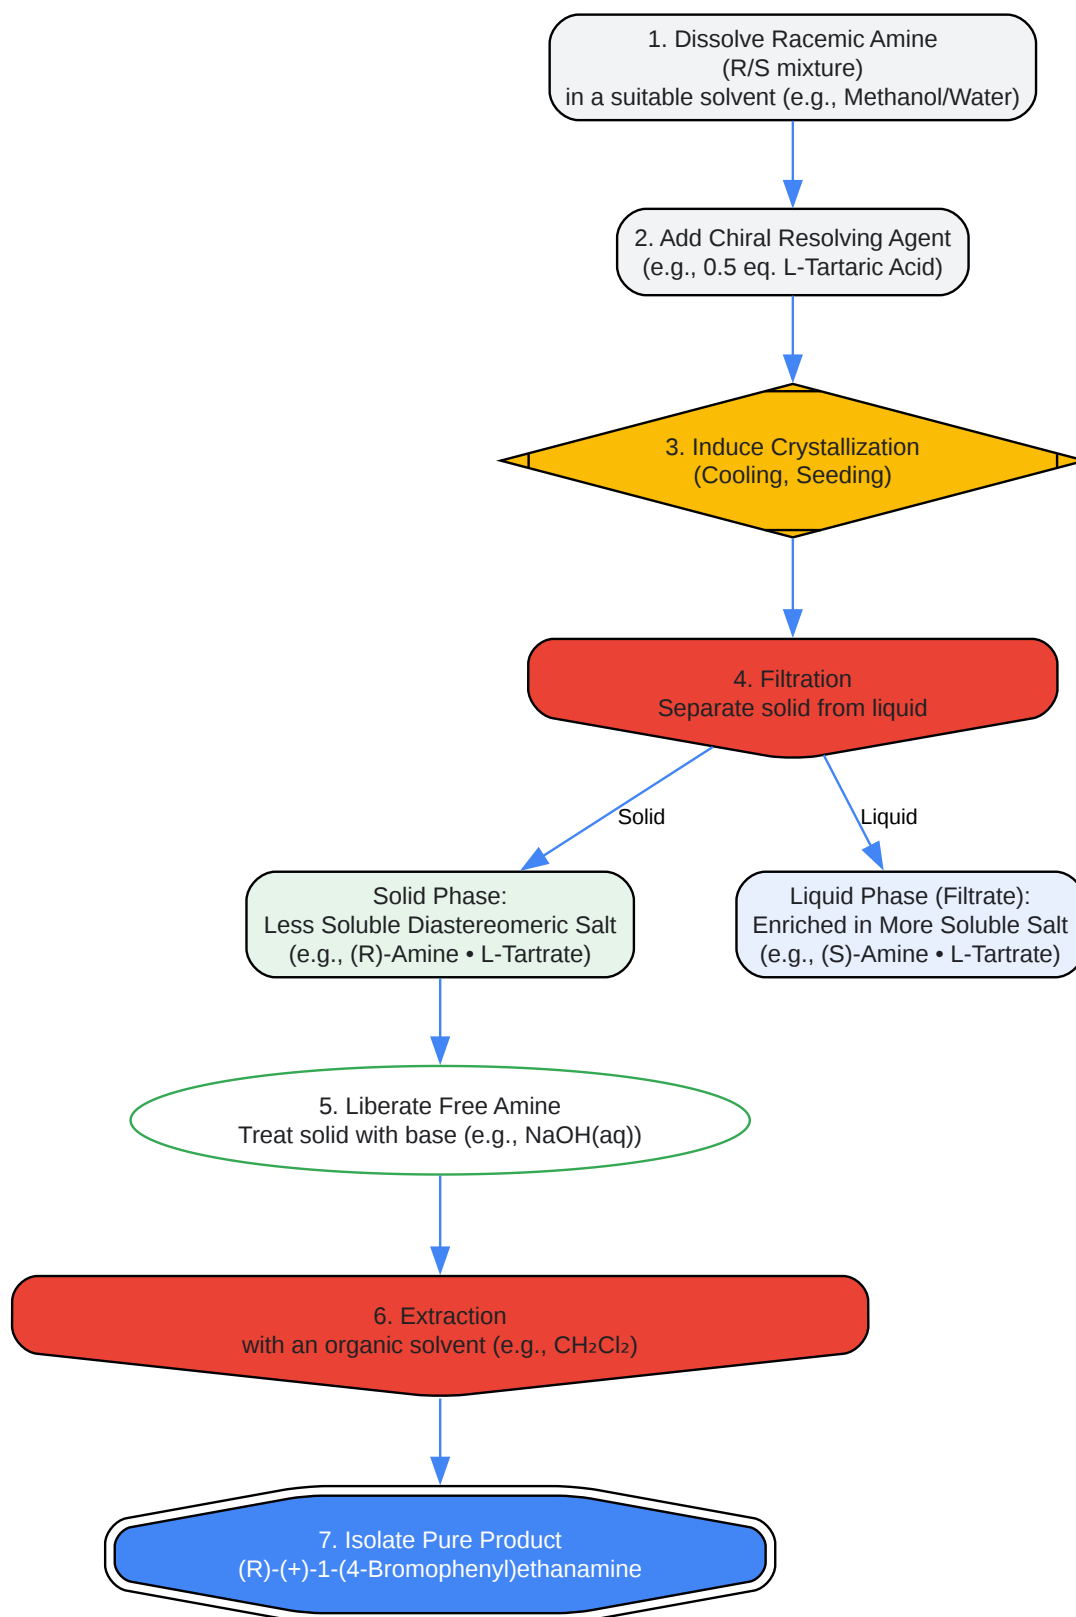 1. Dissolve Racemic Amine
(R/S mixture)
in a suitable solvent (e.g., Methanol/Water)
2. Add Chiral Resolving Agent
(e.g., 0.5 eq. L-Tartaric Acid)
3. Induce Crystallization
(Cooling, Seeding)
4. Filtration
Separate solid from liquid
Solid
Liquid
Solid Phase:
Less Soluble Diastereomeric Salt
(e.g., (R)-Amine • L-Tartrate)
Liquid Phase (Filtrate):
Enriched in More Soluble Salt
(e.g., (S)-Amine • L-Tartrate)
5. Liberate Free Amine
Treat solid with base (e.g., NaOH(aq))
6. Extraction
with an organic solvent (e.g., CH₂Cl₂)
7. Isolate Pure Product
(R)-(+)-1-(4-Bromophenyl)ethanamine